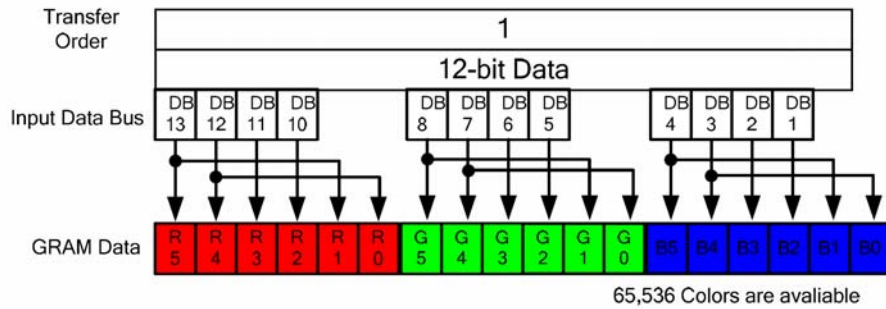 Transfer
Order
1
12-bit Data
Input Data Bus
DB
13
DB
12
DB
11
DB
10
DB
8
DB
7
DB
6
DB
5
DB
4
DB
3
DB
2
DB
1
GRAM Data
R
5
R
4
R
3
R
2
R
1
R
0
G
5
G
4
G
3
G
2
G
1
G
0
B5
B4
B3
B2
B1
B0
65,536 Colors are avaliable